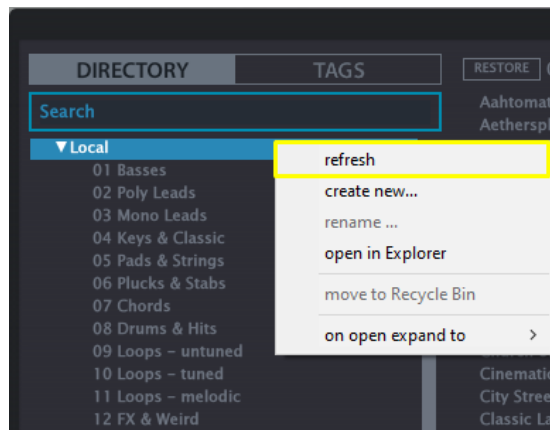 DIRECTORY
TAGS
RESTORE
Search
Local
01 Basses
02 Poly Leads
03 Mono Leads
04 Keys & Classic
05 Pads & Strings
06 Plucks & Stabs
07 Chords
08 Drums & Hits
09 Loops – untuned
10 Loops – tuned
11 Loops – melodic
12 FX & Weird
refresh
create new...
rename ...
open in Explorer
move to Recycle Bin
on open expand to
Aahtomat
Aethersph
Cinematic
City Stree
Classic La